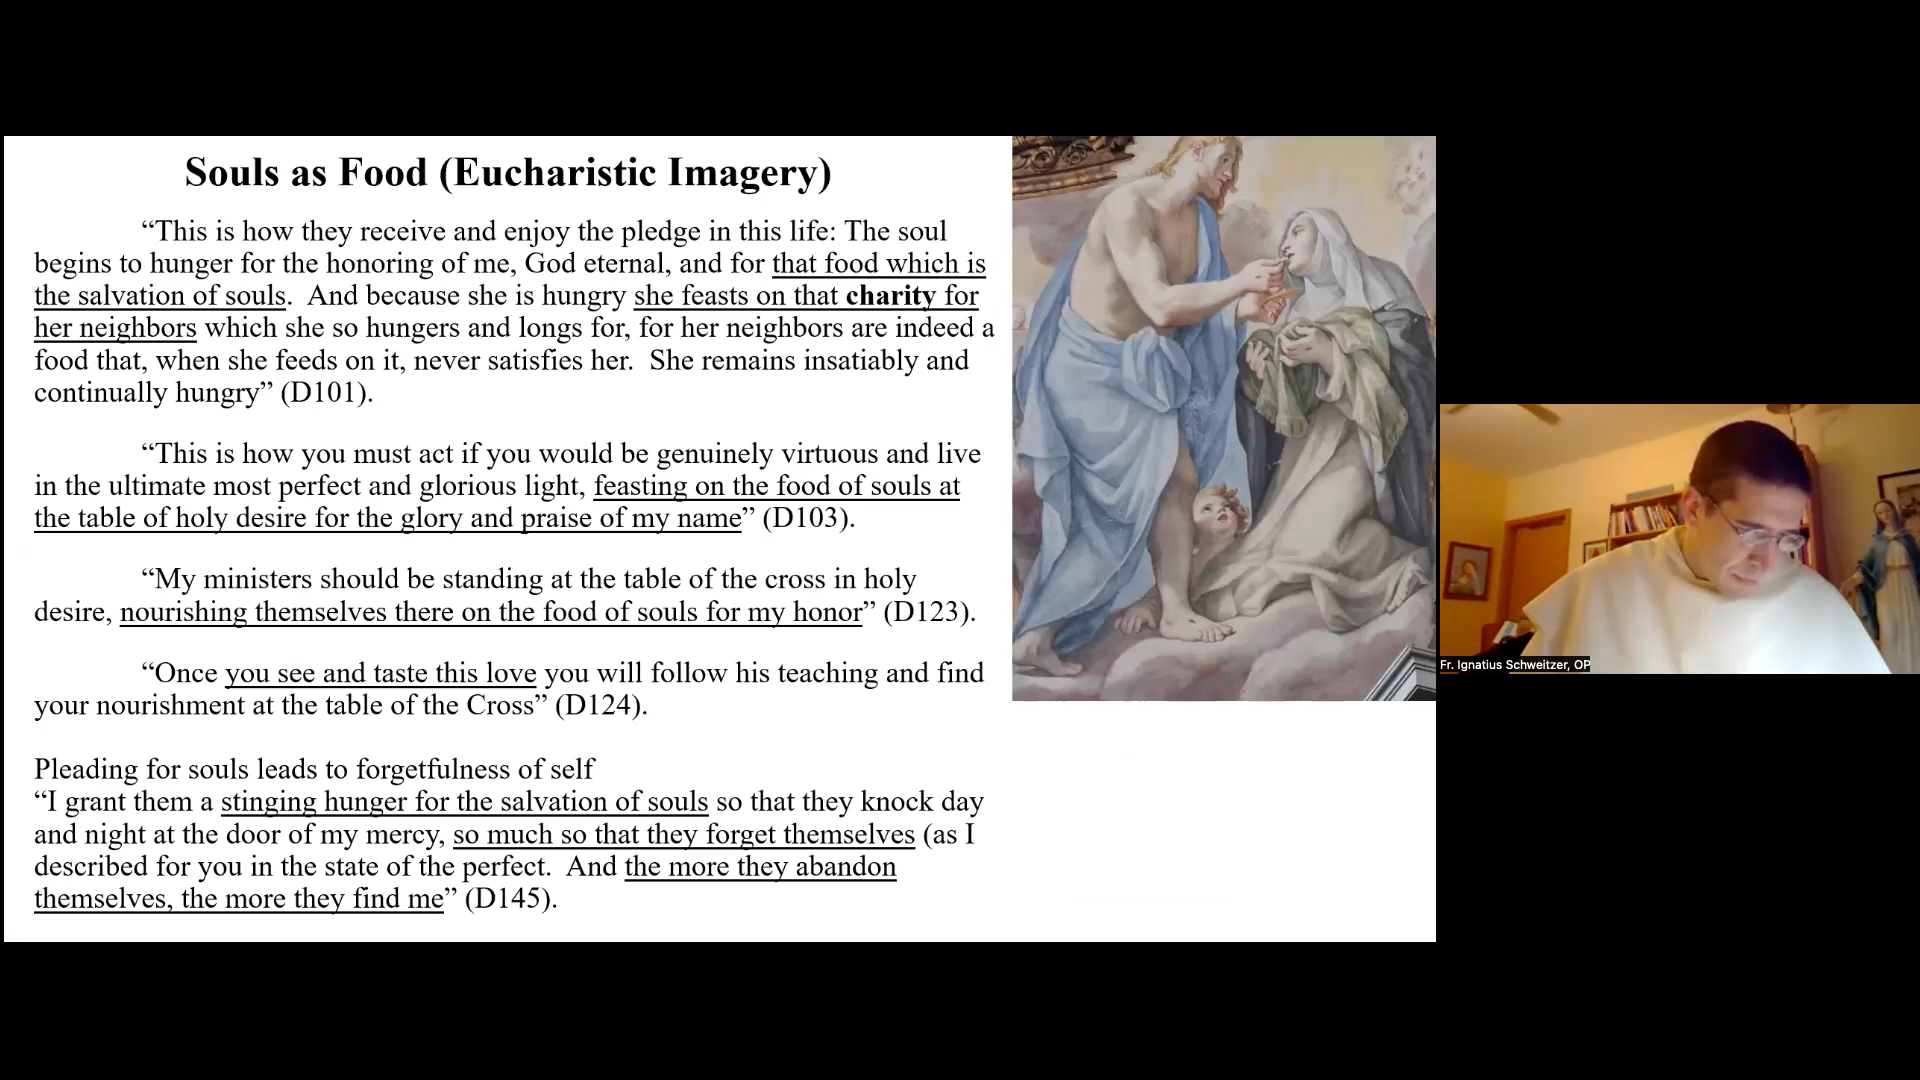 Souls as Food (Eucharistic Imagery)
“This is how they receive and enjoy the pledge in this life: The soul
begins to hunger for the honoring of me, God eternal, and for that food which is
the salvation of souls.  And because she is hungry she feasts on that charity for
her neighbors which she so hungers and longs for, for her neighbors are indeed a
food that, when she feeds on it, never satisfies her.  She remains insatiably and
continually hungry” (D101).
“This is how you must act if you would be genuinely virtuous and live
in the ultimate most perfect and glorious light, feasting on the food of souls at
the table of holy desire for the glory and praise of my name” (D103).
“My ministers should be standing at the table of the cross in holy
desire, nourishing themselves there on the food of souls for my honor” (D123).
“Once you see and taste this love you will follow his teaching and find
your nourishment at the table of the Cross” (D124).
Pleading for souls leads to forgetfulness of self
“I grant them a stinging hunger for the salvation of souls so that they knock day
and night at the door of my mercy, so much so that they forget themselves (as I
described for you in the state of the perfect.  And the more they abandon
themselves, the more they find me” (D145).
Fr. Ignatius Schweitzer, OP